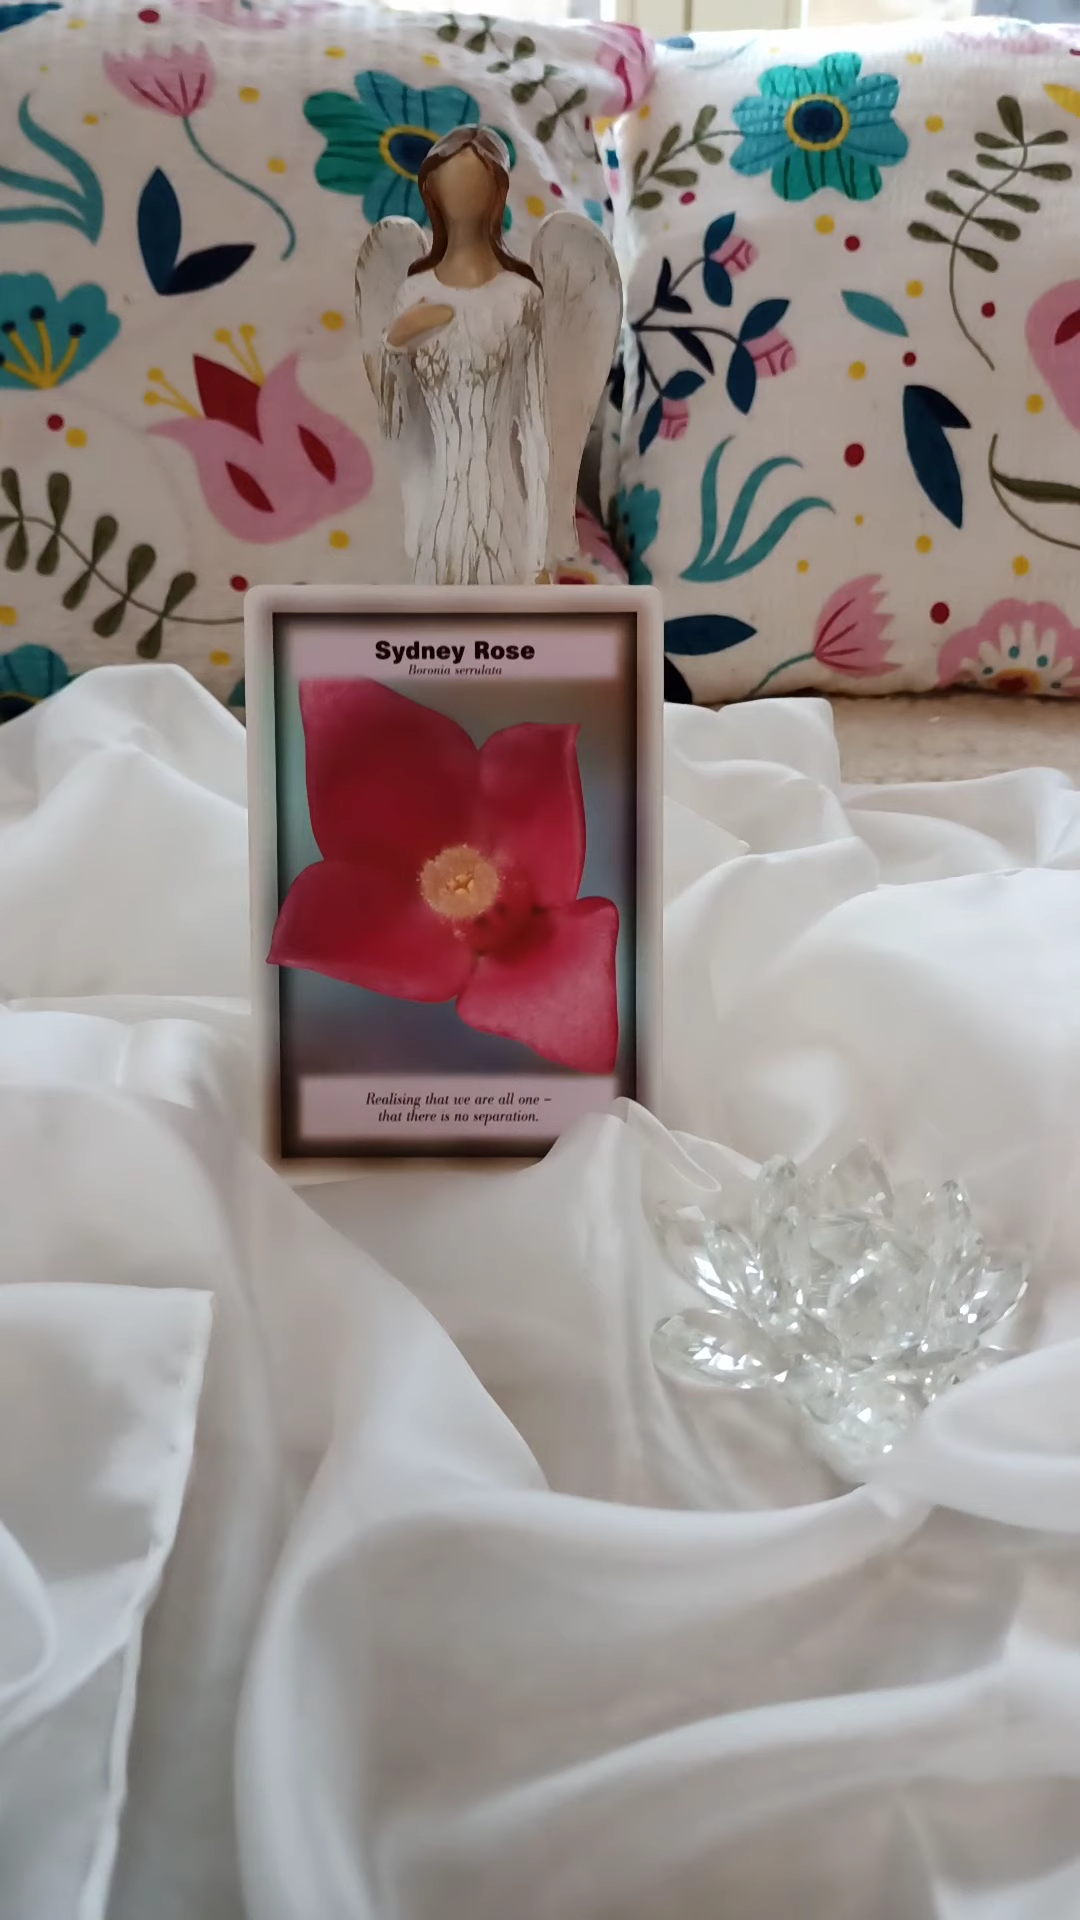 Sydney Rose
Boronia serrulata
Realising that we are all one –
that there is no separation.